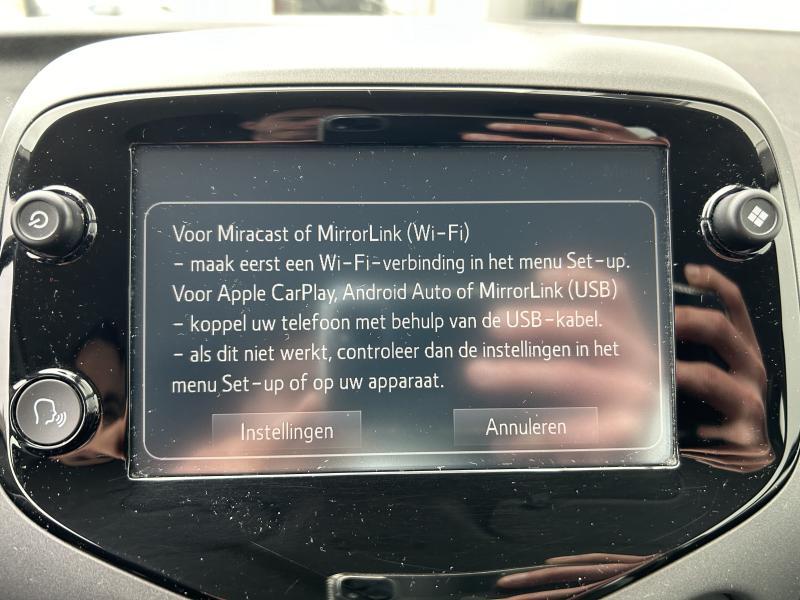 Voor Miracast of MirrorLink (Wi-Fi)
- maak eerst een Wi-Fi-verbinding in het menu Set-up.
Voor Apple CarPlay, Android Auto of MirrorLink (USB)
- koppel uw telefoon met behulp van de USB-kabel.
- als dit niet werkt, controleer dan de instellingen in het
menu Set-up of op uw apparaat.
Instellingen
Annuleren